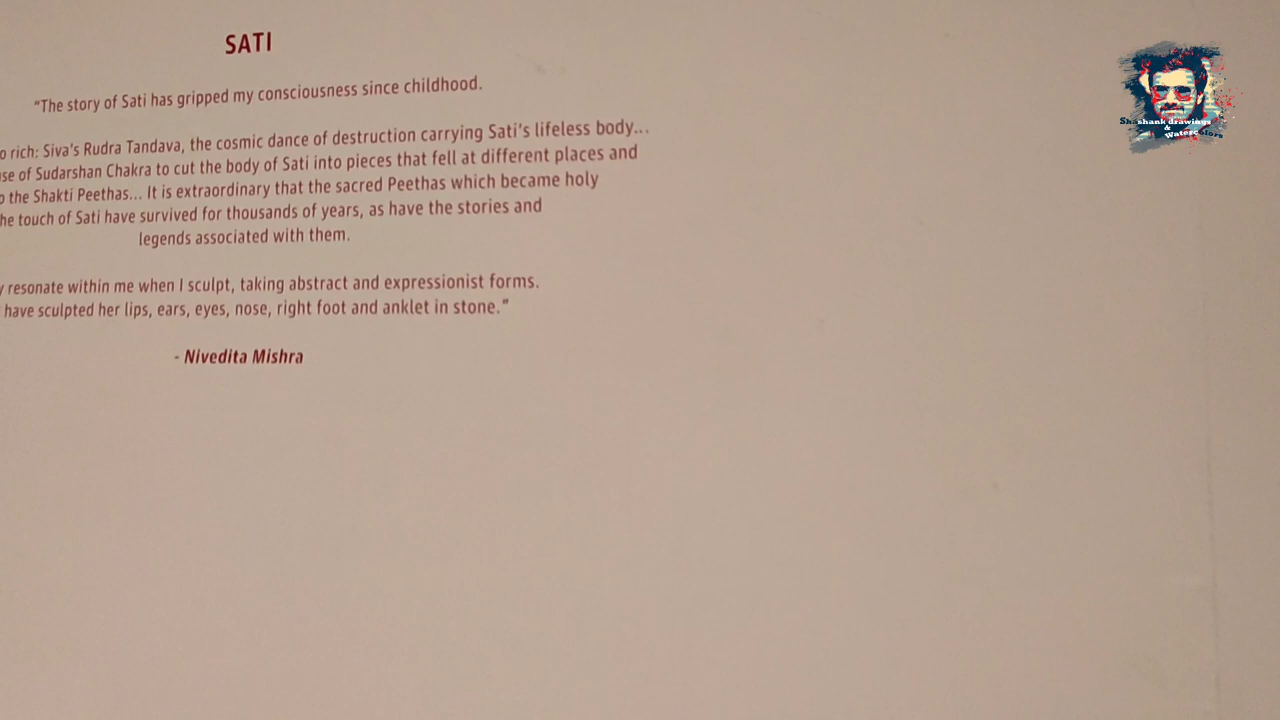 SATI
"The story of Sati has gripped my consciousness since childhood.
rich: Siva's Rudra Tandava, the cosmic dance of destruction carrying Sati's lifeless body...
of Sudarshan Chakra to cut the body of Sati into pieces that fell at different places and
the Shakti Peethas... It is extraordinary that the sacred Peethas which became holy
touch of Sati have survived for thousands of years, as have the stories and
legends associated with them.
resonate within me when I sculpt, taking abstract and expressionist forms.
have sculpted her lips, ears, eyes, nose, right foot and anklet in stone."
- Nivedita Mishra
Shashank drawings
&
Watercolors